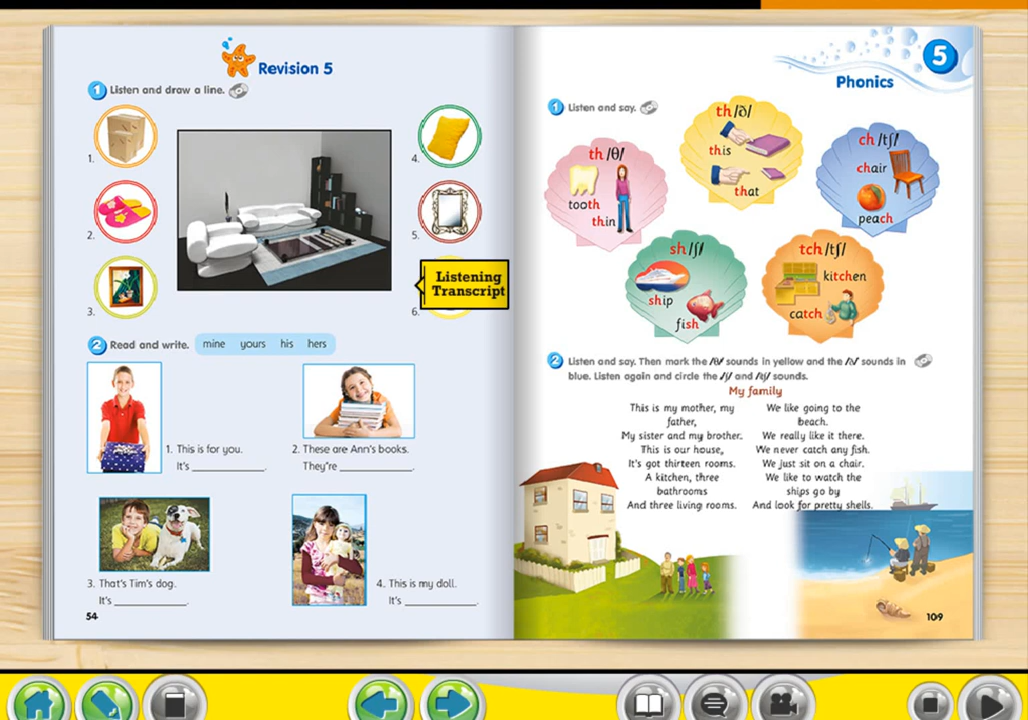 Revision 5
1 Listen and draw a line.
1.
2.
3.
4.
5.
6.
Listening
Transcript
2 Read and write.
mine yours his hers
1. This is for you.
It's ____________.
2. These are Ann's books.
They're ____________.
3. That's Tim's dog.
It's ____________.
4. This is my doll.
It's ____________.
54
5
Phonics
1 Listen and say.
th /θ/
tooth
thin
th /ð/
this
that
ch /tʃ/
chair
peach
sh /ʃ/
ship
fish
tch /tʃ/
kitchen
catch
2 Listen and say. Then mark the /θ/ sounds in yellow and the /ð/ sounds in
blue. Listen again and circle the /ʃ/ and /tʃ/ sounds.
My family
This is my mother, my
father,
My sister and my brother.
This is our house,
It's got thirteen rooms.
A kitchen, three
bathrooms
And three living rooms.
We like going to the
beach.
We really like it there.
We never catch any fish.
We just sit on a chair.
We like to watch the
ships go by
And look for pretty shells.
109